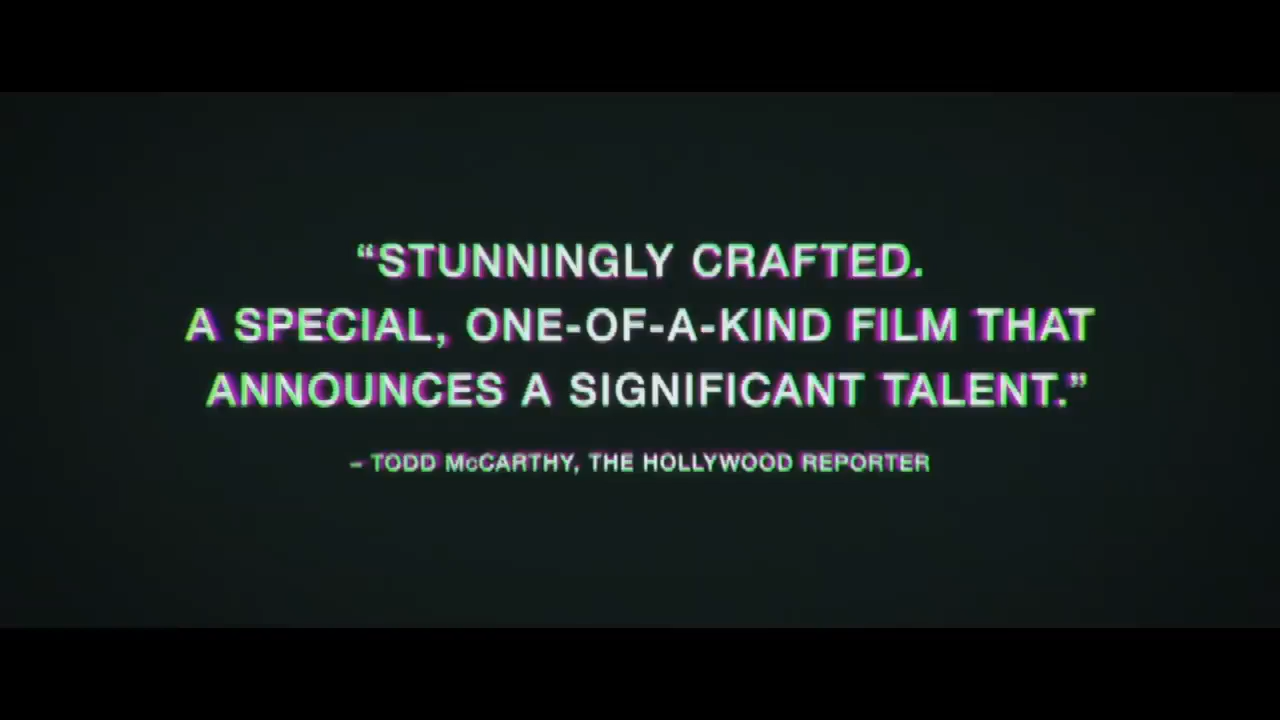 “STUNNINGLY CRAFTED.
A SPECIAL, ONE-OF-A-KIND FILM THAT
ANNOUNCES A SIGNIFICANT TALENT.”
– TODD McCARTHY, THE HOLLYWOOD REPORTER